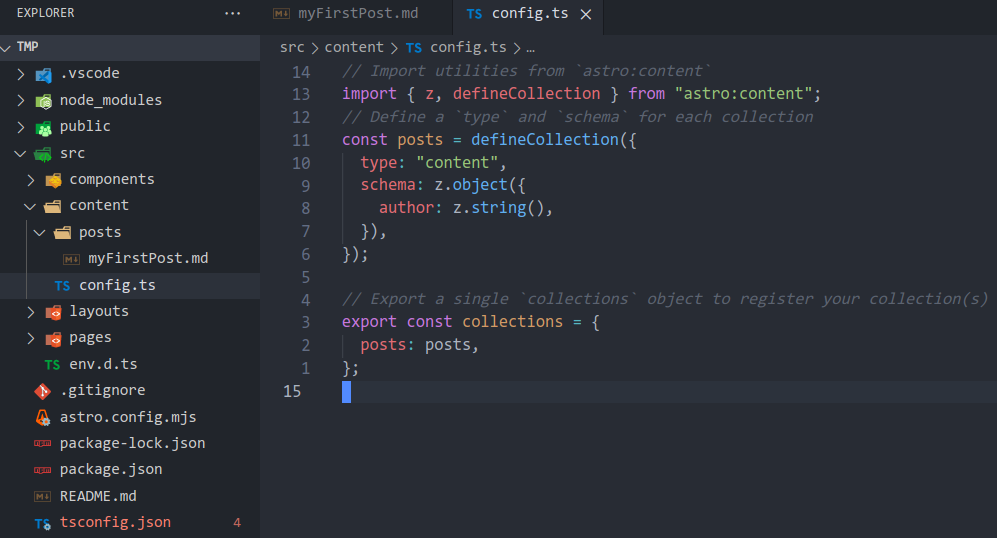 EXPLORER ...
TMP
.vscode
node_modules
public
src
components
content
posts
myFirstPost.md
TS config.ts
layouts
pages
TS env.d.ts
.gitignore
astro.config.mjs
package-lock.json
package.json
README.md
TS tsconfig.json 4
myFirstPost.md TS config.ts ×
src > content > TS config.ts > ...
14 // Import utilities from `astro:content`
13 import { z, defineCollection } from "astro:content";
12 // Define a `type` and `schema` for each collection
11 const posts = defineCollection({
10   type: "content",
9   schema: z.object({
8     author: z.string(),
7   }),
6 });
5
4 // Export a single `collections` object to register your collection(s)
3 export const collections = {
2   posts: posts,
1 };
15